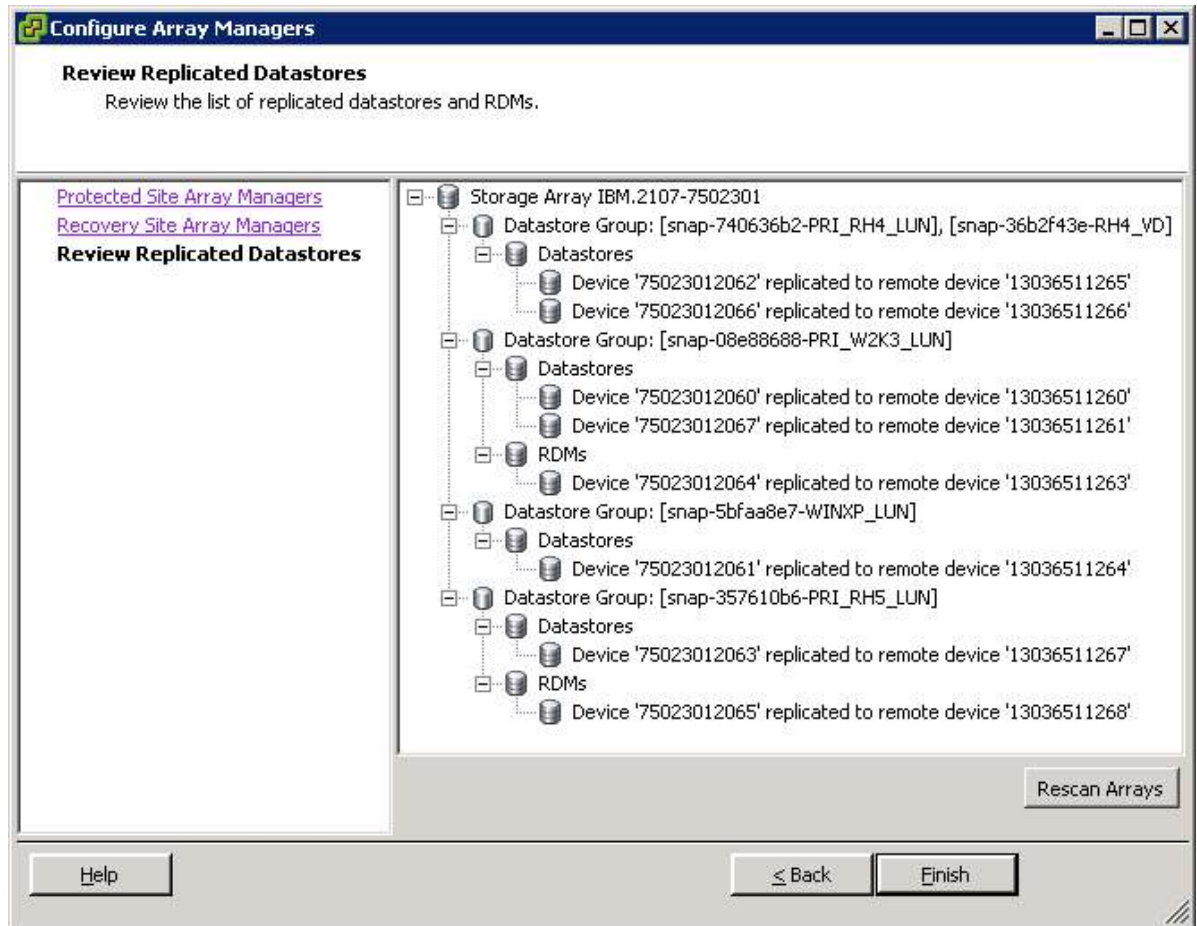 Configure Array Managers
Review Replicated Datastores
Review the list of replicated datastores and RDMs.
Protected Site Array Managers
Recovery Site Array Managers
Review Replicated Datastores
Storage Array IBM.2107-7502301
Datastore Group: [snap-740636b2-PRI_RH4_LUN], [snap-36b2f43e-RH4_VD]
Datastores
Device '75023012062' replicated to remote device '13036511265'
Device '75023012066' replicated to remote device '13036511266'
Datastore Group: [snap-08e88688-PRI_W2K3_LUN]
Datastores
Device '75023012060' replicated to remote device '13036511260'
Device '75023012067' replicated to remote device '13036511261'
RDMs
Device '75023012064' replicated to remote device '13036511263'
Datastore Group: [snap-5bfaa8e7-WINXP_LUN]
Datastores
Device '75023012061' replicated to remote device '13036511264'
Datastore Group: [snap-357610b6-PRI_RH5_LUN]
Datastores
Device '75023012063' replicated to remote device '13036511267'
RDMs
Device '75023012065' replicated to remote device '13036511268'
Rescan Arrays
Help
< Back
Finish